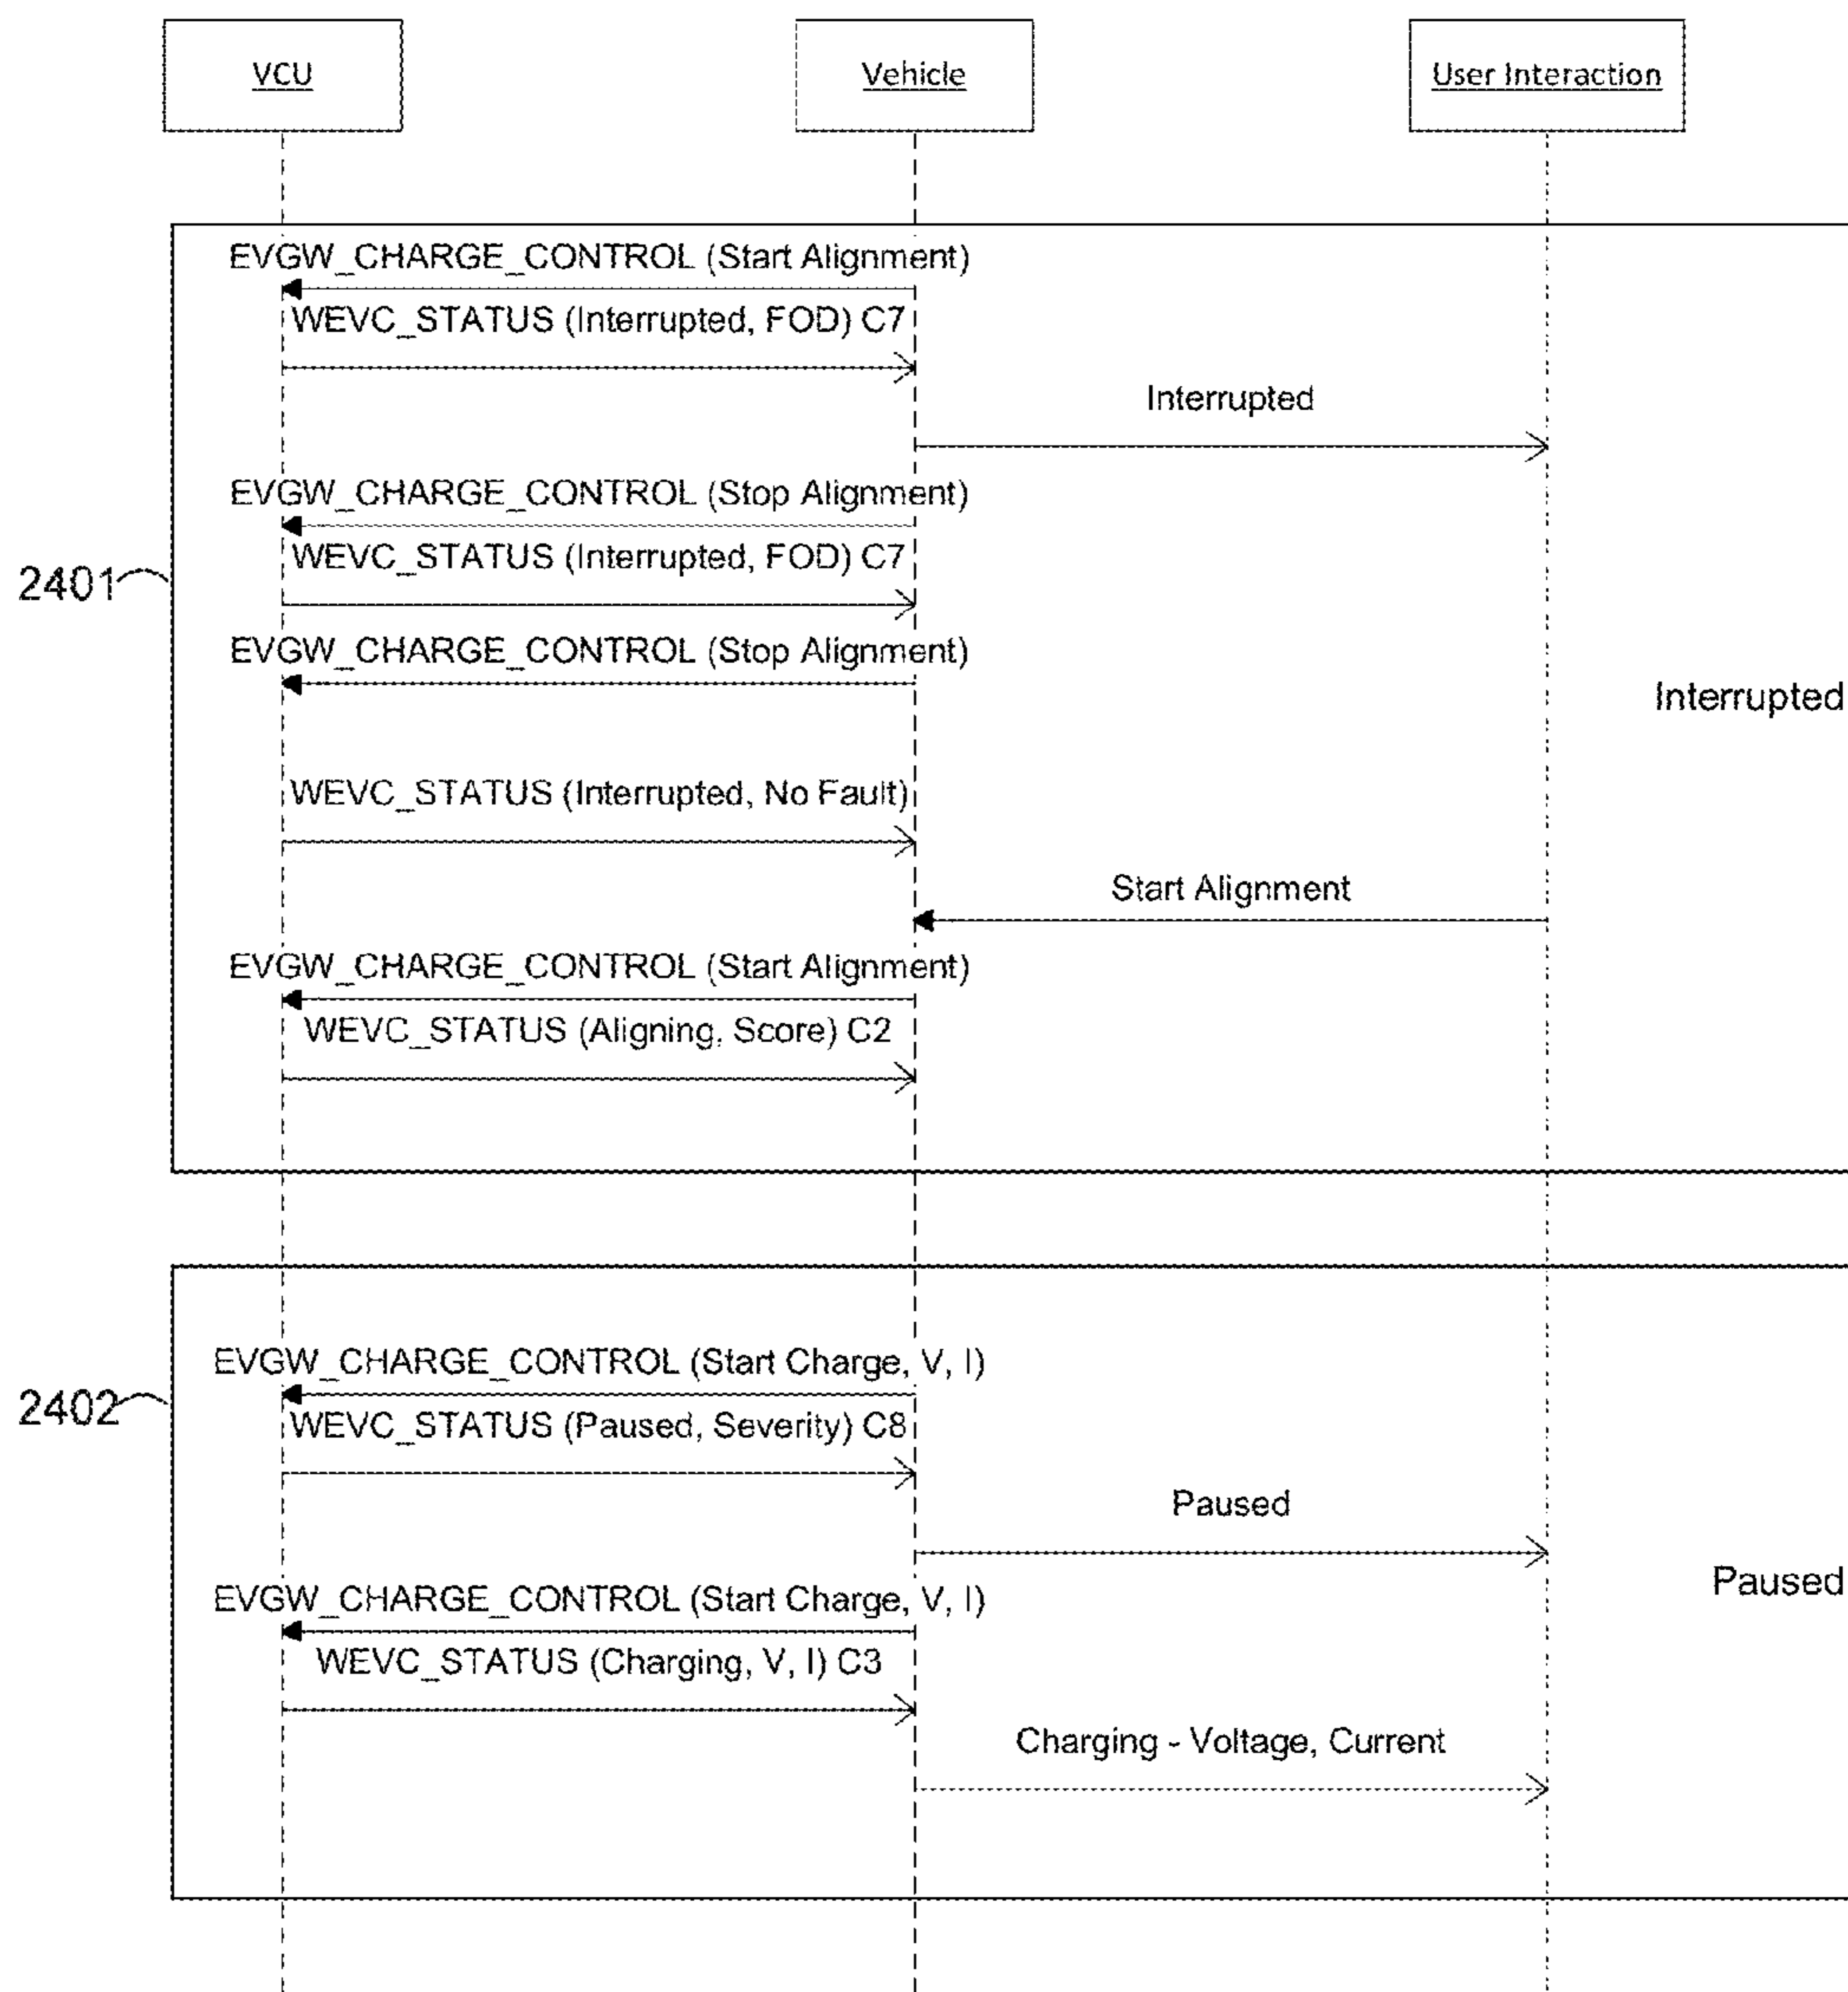 VCU
Vehicle
User Interaction
EVGW_CHARGE_CONTROL (Start Alignment)
WEVC_STATUS (Interrupted, FOD) C7
Interrupted
EVGW_CHARGE_CONTROL (Stop Alignment)
WEVC_STATUS (Interrupted, FOD) C7
2401
EVGW_CHARGE_CONTROL (Stop Alignment)
Interrupted
WEVC_STATUS (Interrupted, No Fault)
Start Alignment
EVGW_CHARGE_CONTROL (Start Alignment)
WEVC_STATUS (Aligning, Score) C2
EVGW_CHARGE_CONTROL (Start Charge, V, I)
2402
WEVC_STATUS (Paused, Severity) C8
Paused
Paused
EVGW_CHARGE_CONTROL (Start Charge, V, I)
WEVC_STATUS (Charging, V, I) C3
Charging - Voltage, Current